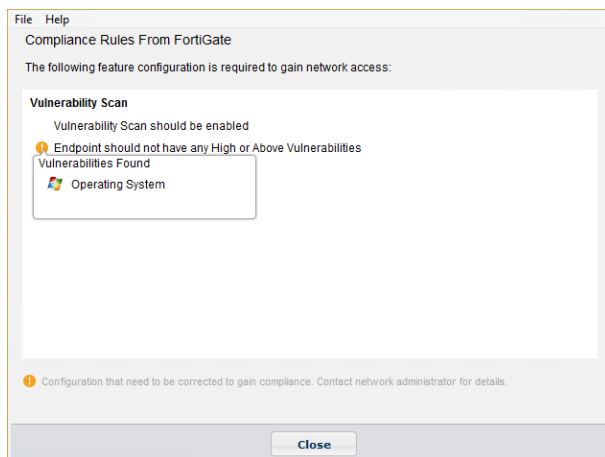 File Help
Compliance Rules From FortiGate
The following feature configuration is required to gain network access:
Vulnerability Scan
Vulnerability Scan should be enabled
Endpoint should not have any High or Above Vulnerabilities
Vulnerabilities Found
Operating System
Configuration that need to be corrected to gain compliance. Contact network administrator for details.
Close